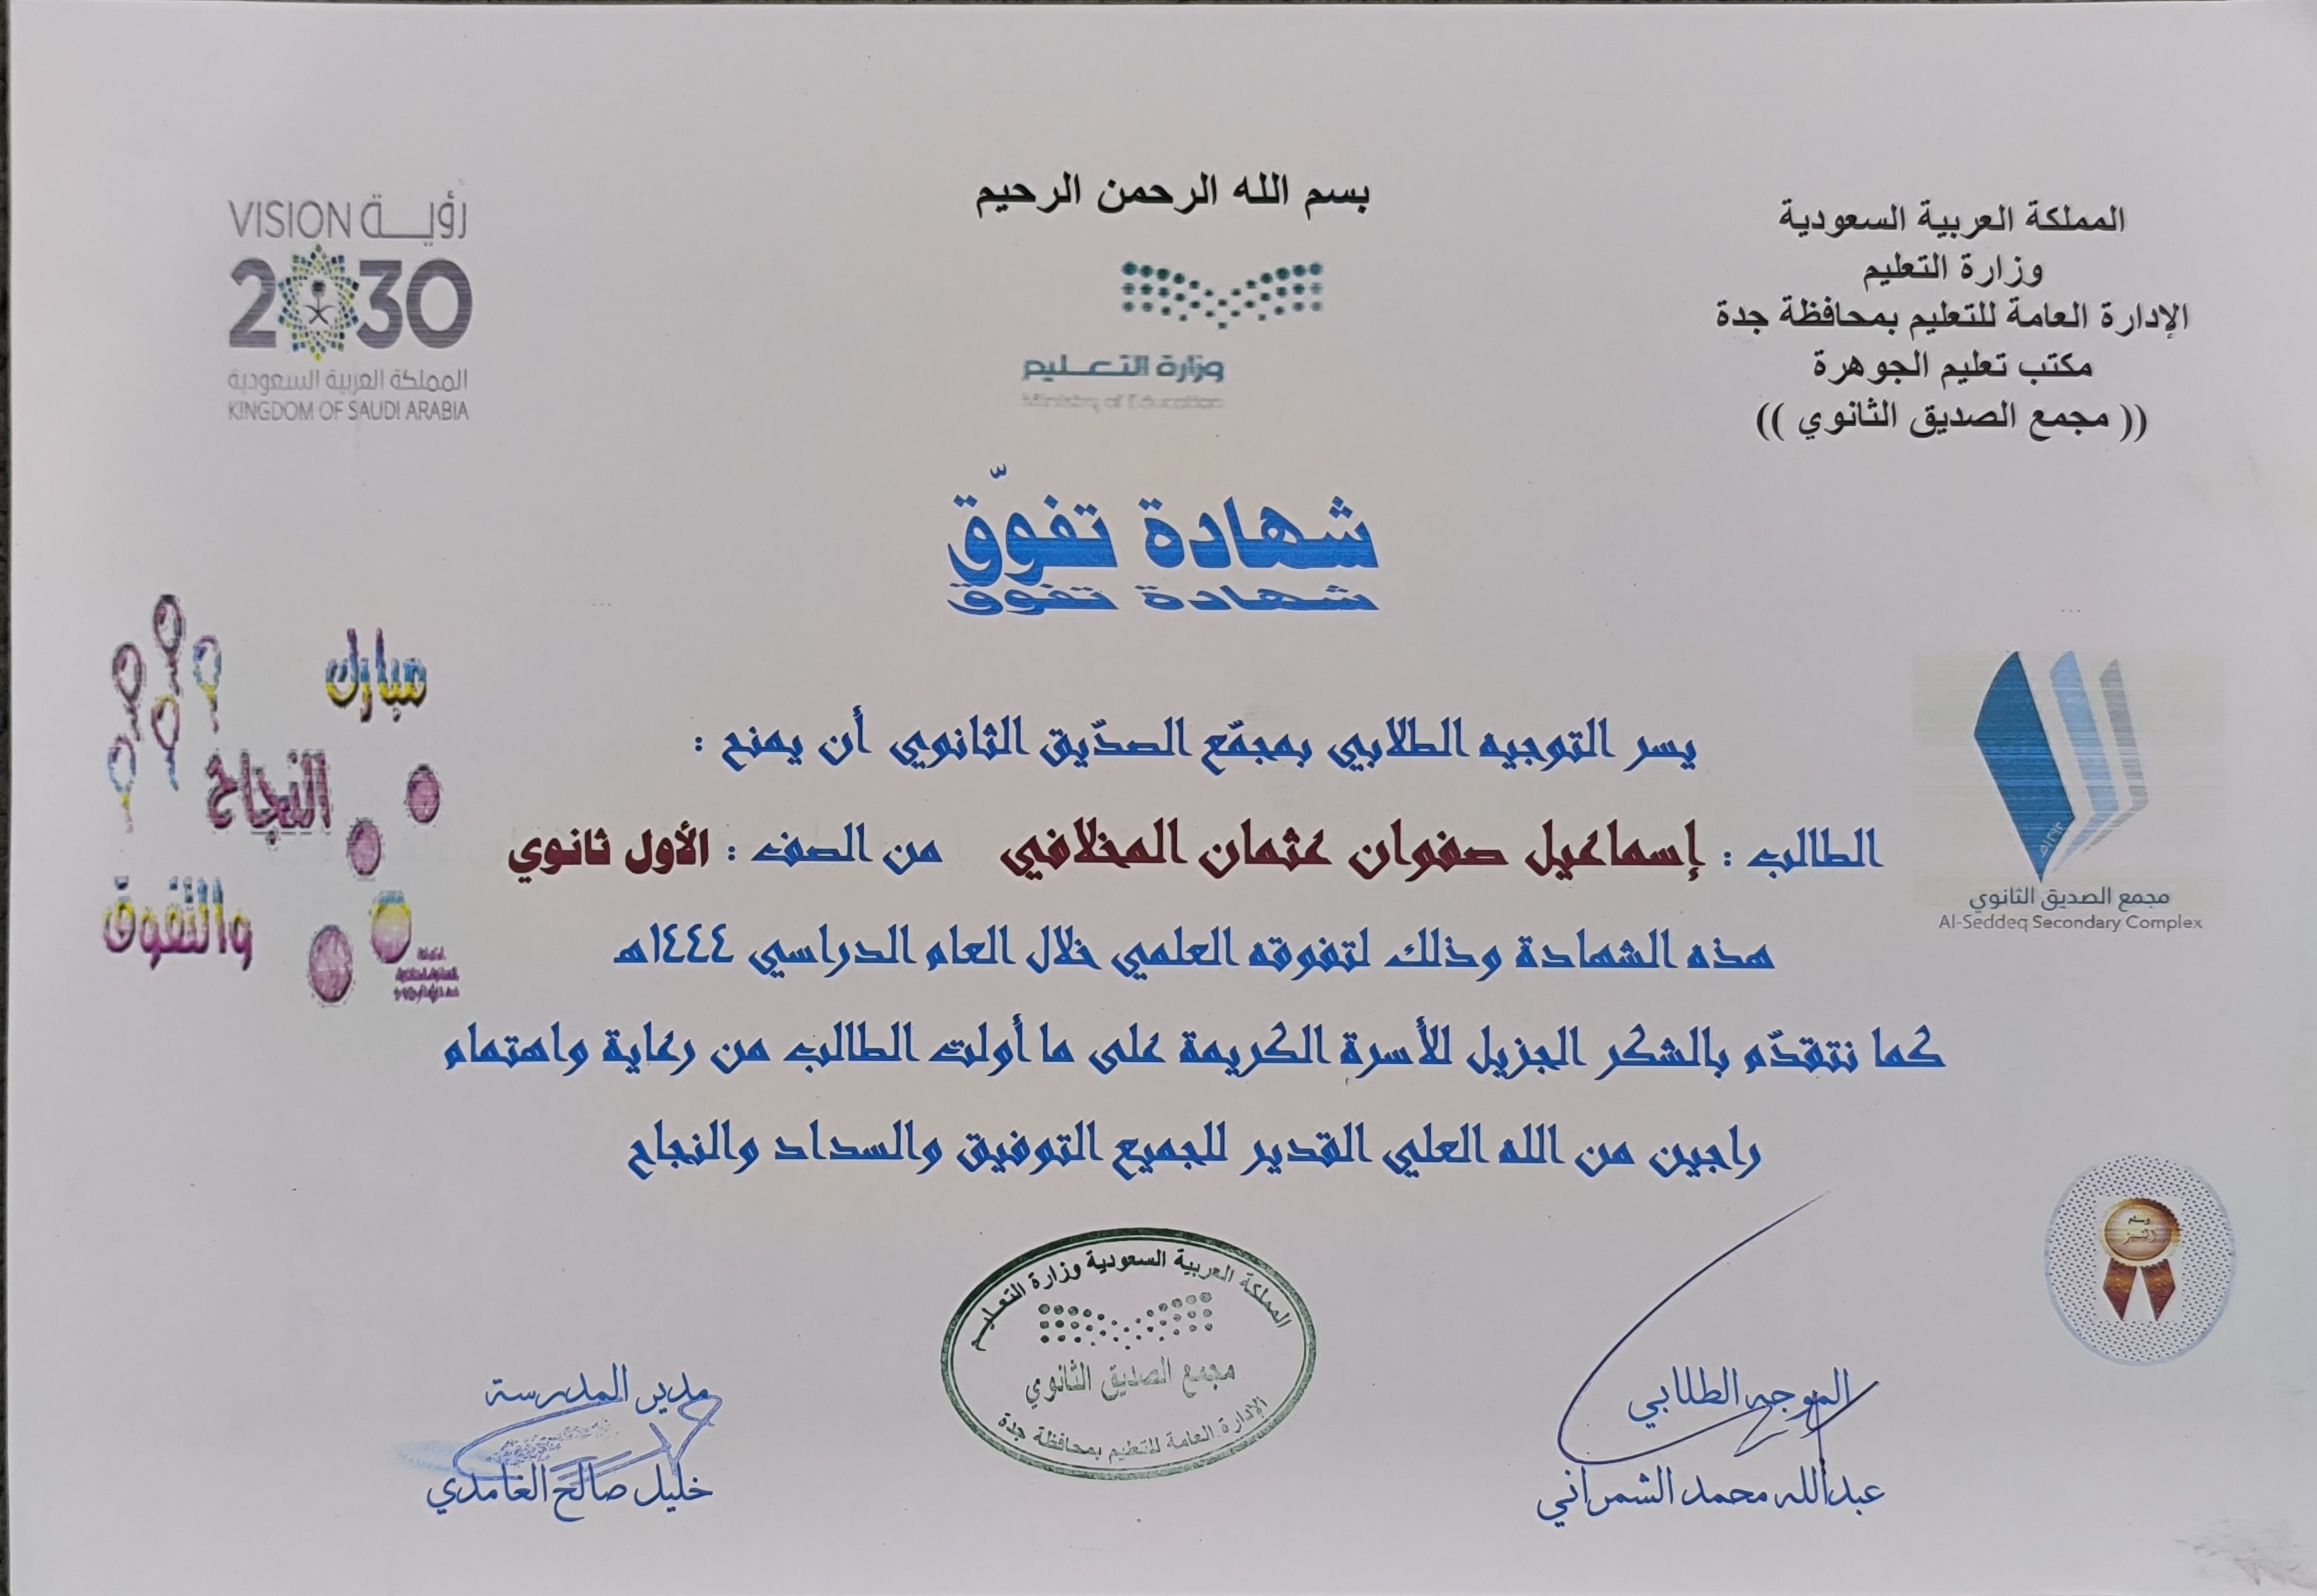 بسم الله الرحمن الرحيم
المملكة العربية السعودية
وزارة التعليم
الإدارة العامة للتعليم بمحافظة جدة
مكتب تعليم الجوهرة
(( مجمع الصديق الثانوي ))
وزارة التعليم
Ministry of Education
VISION رؤية
2030
المملكة العربية السعودية
KINGDOM OF SAUDI ARABIA
شهادة تفوّق
مبارك
النجاح
والتفوق
مجمع الصديق الثانوي
Al-Seddeq Secondary Complex
يسر التوجيه الطلابي بمجمّع الصدّيق الثانوي أن يمنح :
الطالب : إسماعيل صفوان عثمان المخلافي من الصف : الأول ثانوي
هذه الشهادة وذلك لتفوقه العلمي خلال العام الدراسي ١٤٤٤هـ
كما نتقدّم بالشكر الجزيل للأسرة الكريمة على ما أولت الطالب من رعاية واهتمام
راجين من الله العلي القدير للجميع التوفيق والسداد والنجاح
الموجه الطلابي
عبدالله محمد الشمراني
المملكة العربية السعودية وزارة التعليم
مجمع الصديق الثانوي
الإدارة العامة للتعليم بمحافظة جدة
مدير المدرسة
خليل صالح الغامدي